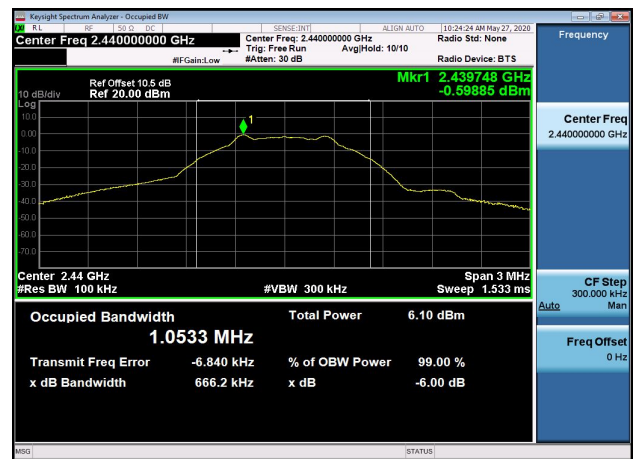 Keysight Spectrum Analyzer - Occupied BW
RL RF 50 Ω DC SENSE:INT ALIGN AUTO 10:24:24 AM May 27, 2020
Center Freq 2.440000000 GHz
Center Freq: 2.440000000 GHz
Radio Std: None
Trig: Free Run Avg|Hold: 10/10
#IFGain:Low
#Atten: 30 dB
Radio Device: BTS
Ref Offset 10.5 dB
Mkr1 2.439748 GHz
10 dB/div Ref 20.00 dBm
-0.59885 dBm
Log
10.0
0.00
-10.0
-20.0
-30.0
-40.0
-50.0
-60.0
-70.0
1
Center 2.44 GHz
Span 3 MHz
#Res BW 100 kHz
#VBW 300 kHz
Sweep 1.533 ms
Occupied Bandwidth
Total Power 6.10 dBm
1.0533 MHz
Transmit Freq Error -6.840 kHz
% of OBW Power 99.00 %
x dB Bandwidth 666.2 kHz
x dB -6.00 dB
Frequency
Center Freq
2.440000000 GHz
CF Step
300.000 kHz
Auto Man
Freq Offset
0 Hz
MSG
STATUS